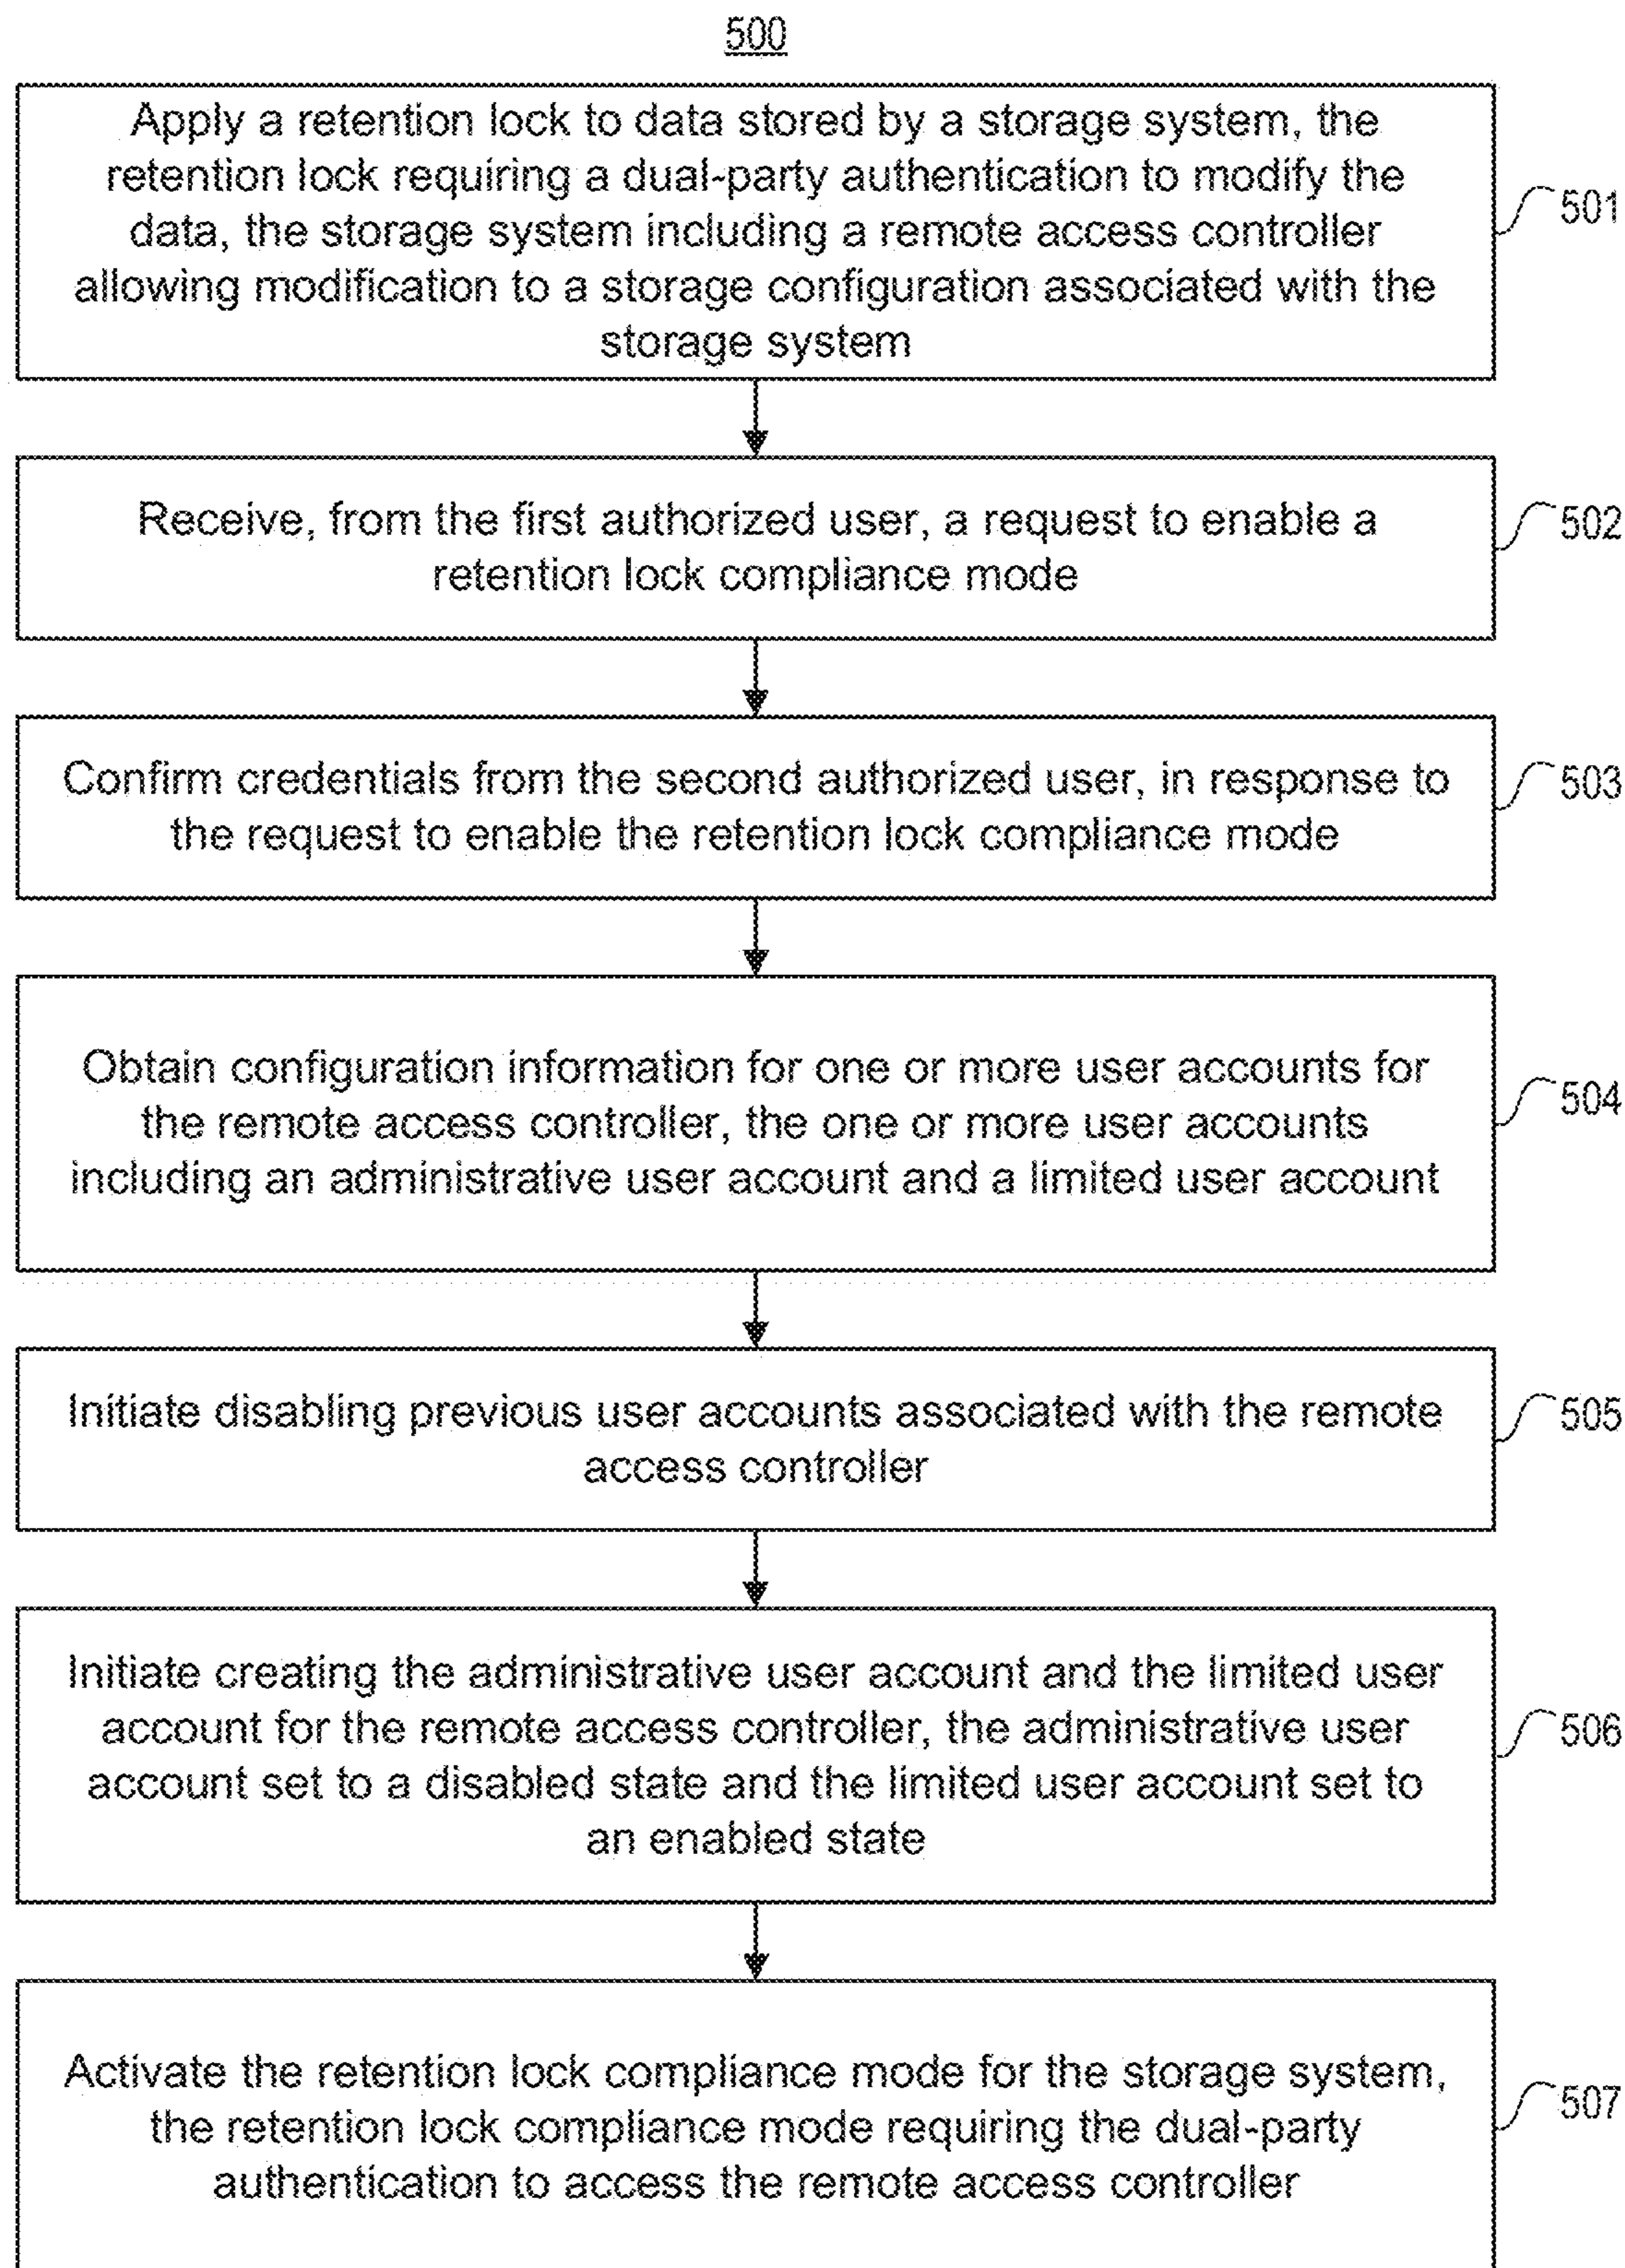 500
Apply a retention lock to data stored by a storage system, the
retention lock requiring a dual-party authentication to modify the
data, the storage system including a remote access controller
allowing modification to a storage configuration associated with the
storage system
501
Receive, from the first authorized user, a request to enable a
retention lock compliance mode
502
Confirm credentials from the second authorized user, in response to
the request to enable the retention lock compliance mode
503
Obtain configuration information for one or more user accounts for
the remote access controller, the one or more user accounts
including an administrative user account and a limited user account
504
Initiate disabling previous user accounts associated with the remote
access controller
505
Initiate creating the administrative user account and the limited user
account for the remote access controller, the administrative user
account set to a disabled state and the limited user account set to
an enabled state
506
Activate the retention lock compliance mode for the storage system,
the retention lock compliance mode requiring the dual-party
authentication to access the remote access controller
507